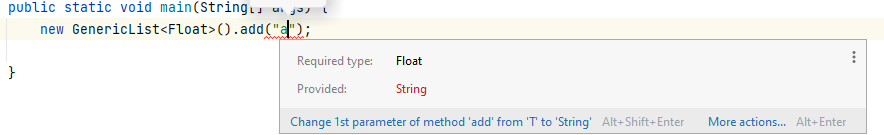 public static void main(String[] args) {
new GenericList<Float>().add("a");
}
Required type: Float
Provided: String
Change 1st parameter of method 'add' from 'T' to 'String' Alt+Shift+Enter More actions... Alt+Enter